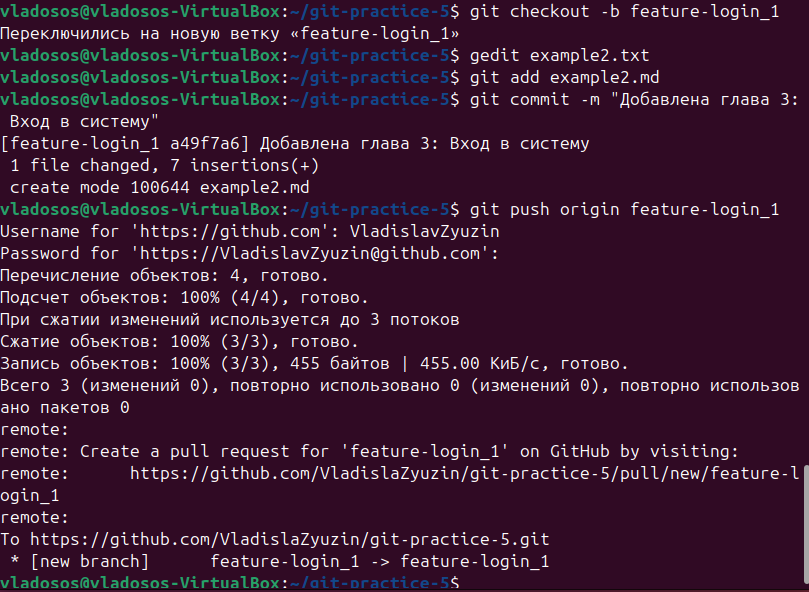 vladosos@vladosos-VirtualBox:~/git-practice-5$ git checkout -b feature-login_1
Переключились на новую ветку «feature-login_1»
vladosos@vladosos-VirtualBox:~/git-practice-5$ gedit example2.txt
vladosos@vladosos-VirtualBox:~/git-practice-5$ git add example2.md
vladosos@vladosos-VirtualBox:~/git-practice-5$ git commit -m "Добавлена глава 3:
 Вход в систему"
[feature-login_1 a49f7a6] Добавлена глава 3: Вход в систему
 1 file changed, 7 insertions(+)
 create mode 100644 example2.md
vladosos@vladosos-VirtualBox:~/git-practice-5$ git push origin feature-login_1
Username for 'https://github.com': VladislavZyuzin
Password for 'https://VladislavZyuzin@github.com':
Перечисление объектов: 4, готово.
Подсчет объектов: 100% (4/4), готово.
При сжатии изменений используется до 3 потоков
Сжатие объектов: 100% (3/3), готово.
Запись объектов: 100% (3/3), 455 байтов | 455.00 КиБ/с, готово.
Всего 3 (изменений 0), повторно использовано 0 (изменений 0), повторно использов
ано пакетов 0
remote:
remote: Create a pull request for 'feature-login_1' on GitHub by visiting:
remote:      https://github.com/VladislaZyuzin/git-practice-5/pull/new/feature-l
ogin_1
remote:
To https://github.com/VladislaZyuzin/git-practice-5.git
 * [new branch]      feature-login_1 -> feature-login_1
vladosos@vladosos-VirtualBox:~/git-practice-5$